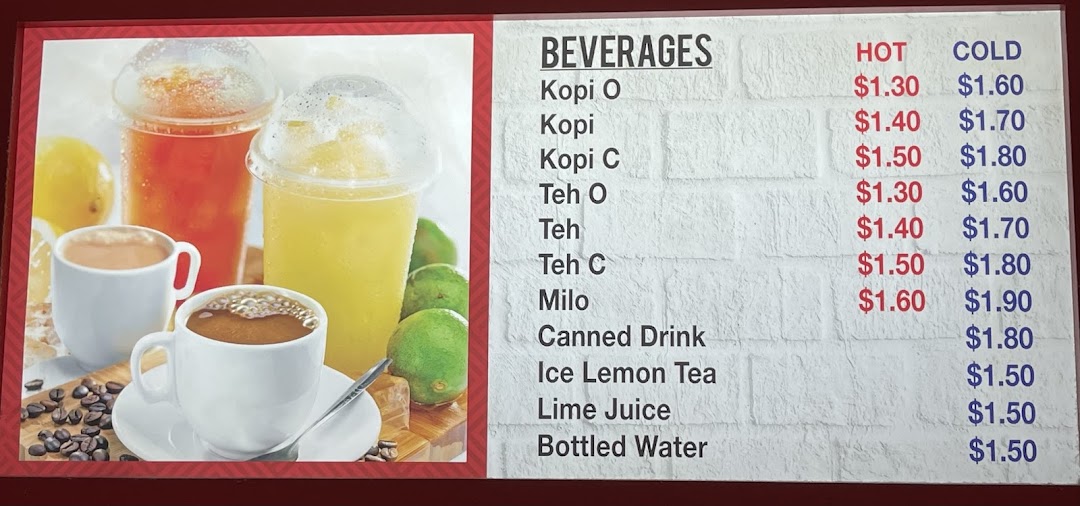 BEVERAGES HOT COLD
Kopi O $1.30 $1.60
Kopi $1.40 $1.70
Kopi C $1.50 $1.80
Teh O $1.30 $1.60
Teh $1.40 $1.70
Teh C $1.50 $1.80
Milo $1.60 $1.90
Canned Drink $1.80
Ice Lemon Tea $1.50
Lime Juice $1.50
Bottled Water $1.50